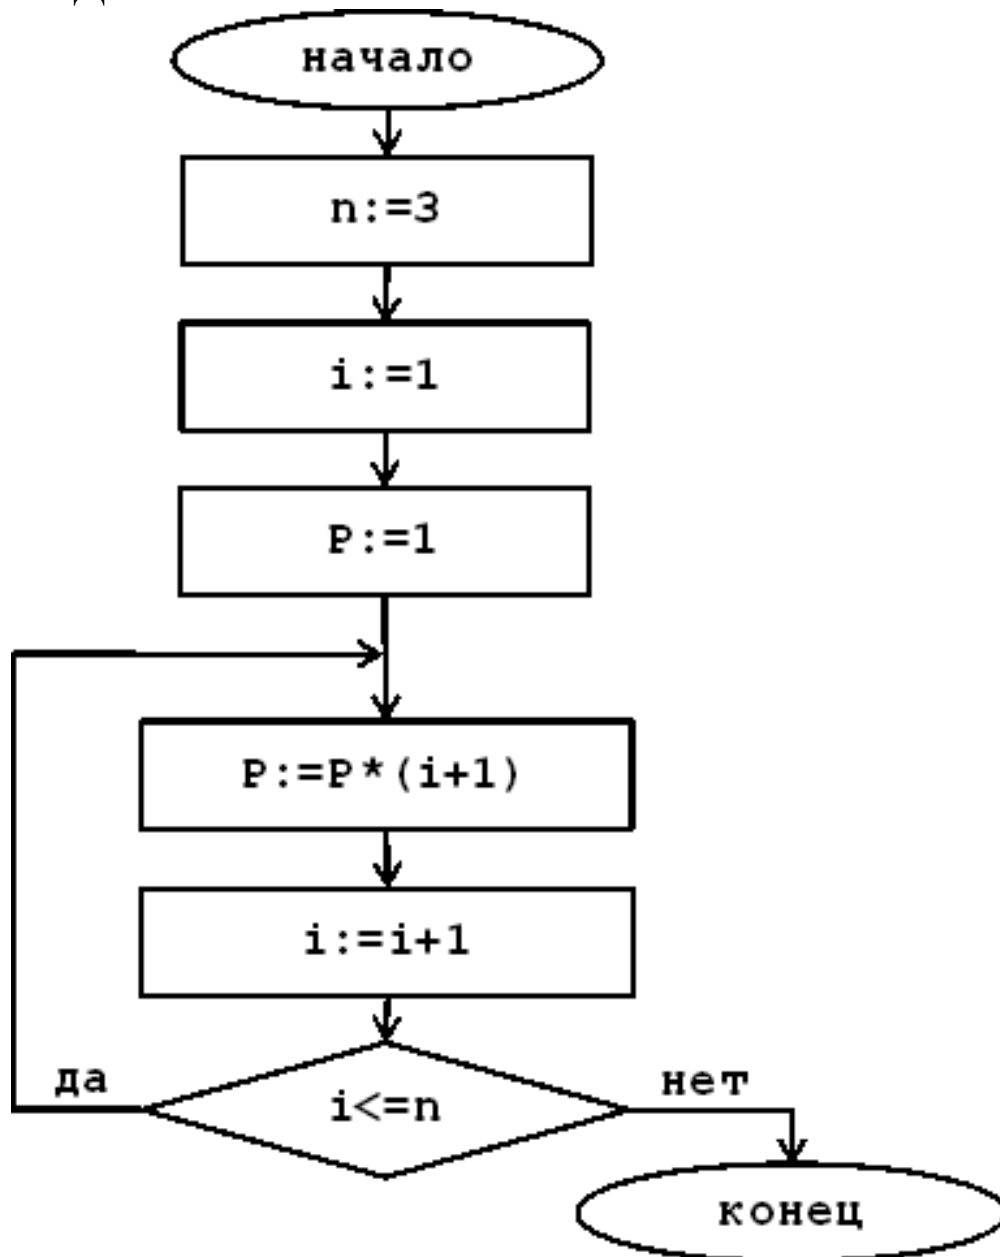 начало
n:=3
i:=1
P:=1
P:=P*(i+1)
i:=i+1
да
i<=n
нет
конец